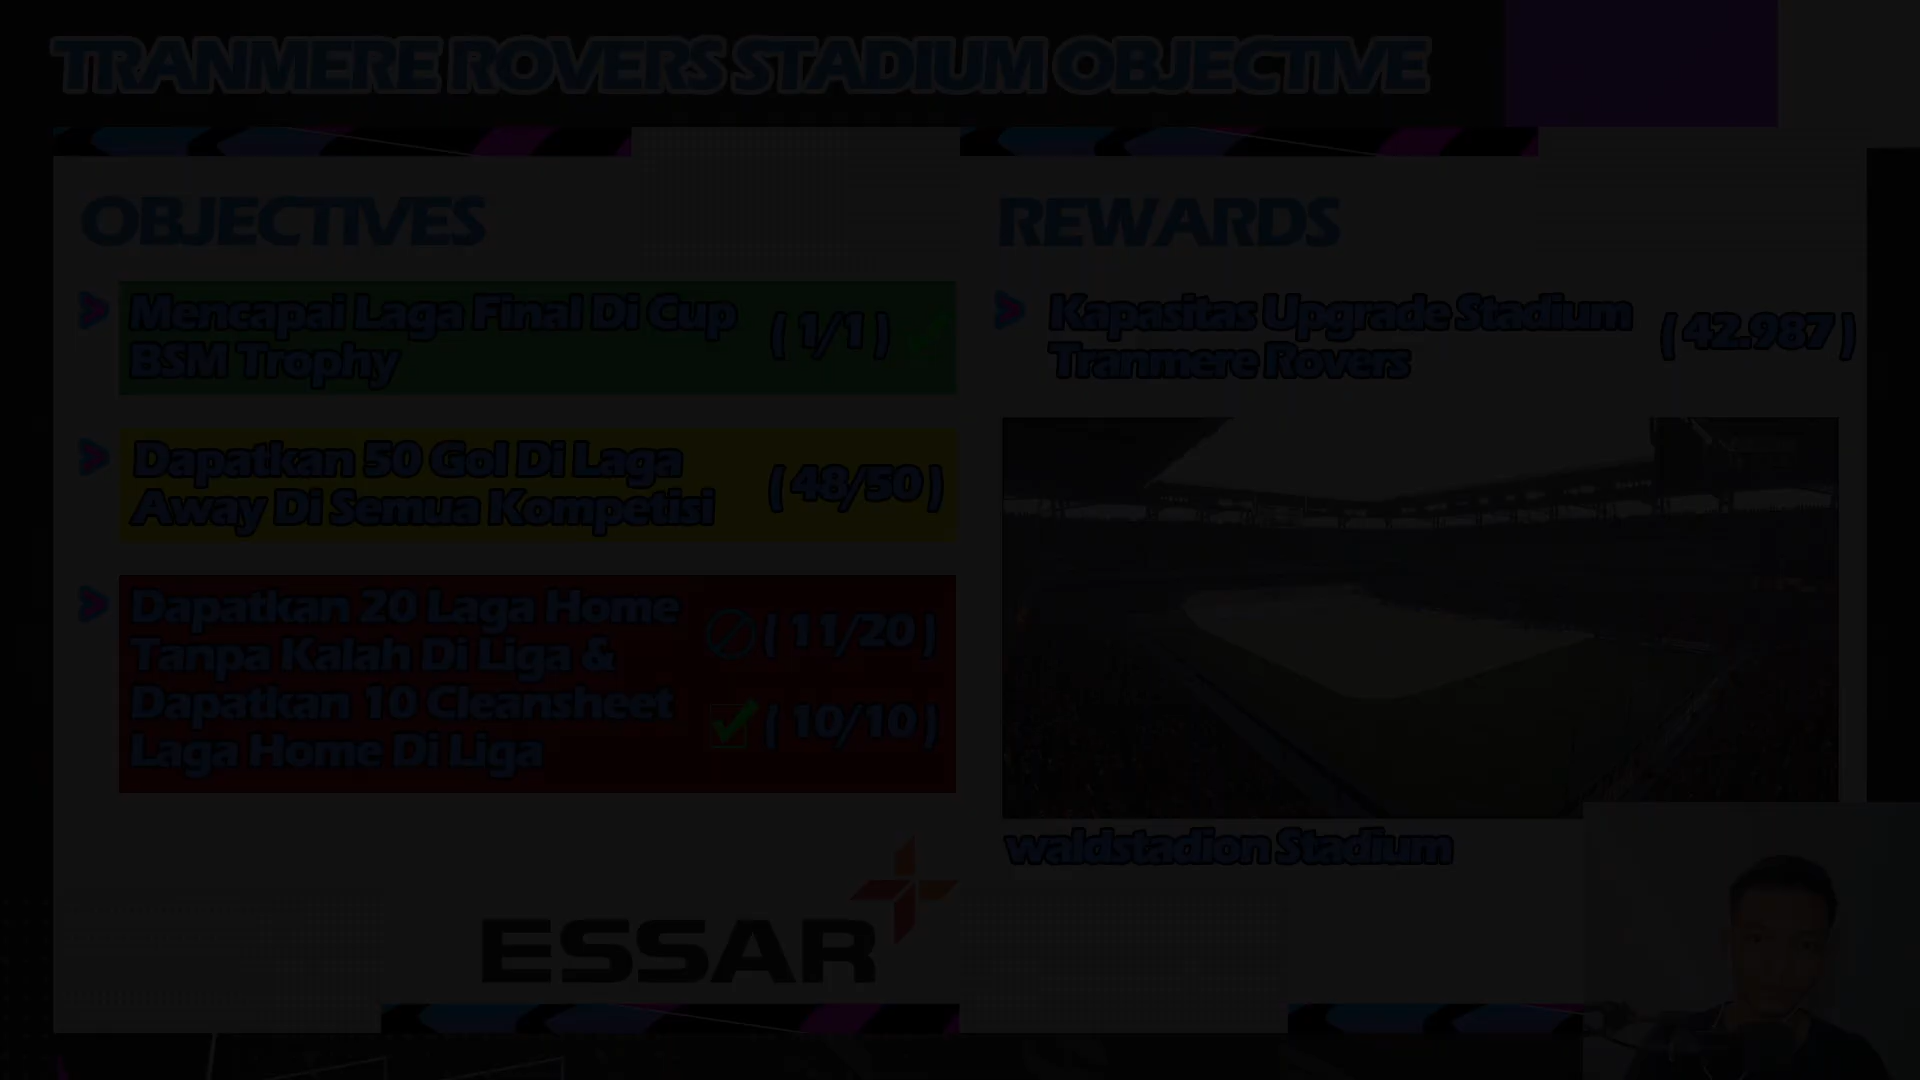 TRANMERE ROVERS STADIUM OBJECTIVE
OBJECTIVES
Mencapai Laga Final Di Cup
BSM Trophy
( 1/1 )
Dapatkan 50 Gol Di Laga
Away Di Semua Kompetisi
( 48/50 )
Dapatkan 20 Laga Home
Tanpa Kalah Di Liga &
( 11/20 )
Dapatkan 10 Cleansheet
Laga Home Di Liga
( 10/10 )
ESSAR
REWARDS
Kapasitas Upgrade Stadium
Tranmere Rovers
( 42.987 )
waldstadion Stadium